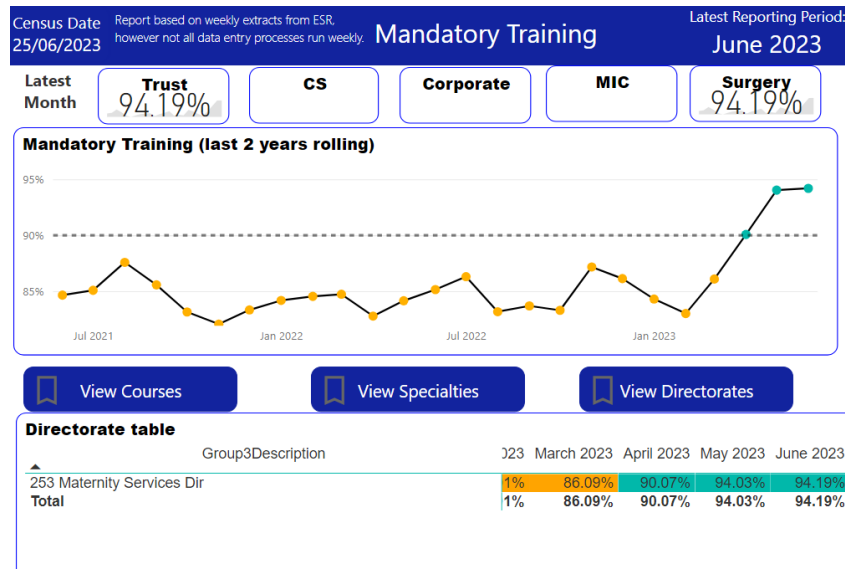 Census Date
25/06/2023
Report based on weekly extracts from ESR,
however not all data entry processes run weekly.
Mandatory Training
Latest Reporting Period:
June 2023
Latest
Month
Trust
94.19%
CS
Corporate
MIC
Surgery
94.19%
Mandatory Training (last 2 years rolling)
95%
90%
85%
Jul 2021
Jan 2022
Jul 2022
Jan 2023
View Courses
View Specialties
View Directorates
Directorate table
Group3Description 023 March 2023 April 2023 May 2023 June 2023
253 Maternity Services Dir 1% 86.09% 90.07% 94.03% 94.19%
Total 1% 86.09% 90.07% 94.03% 94.19%